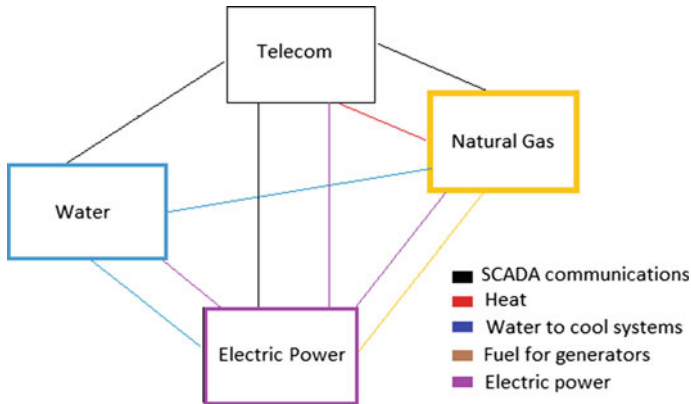 Telecom
Natural Gas
Water
Electric Power
SCADA communications
Heat
Water to cool systems
Fuel for generators
Electric power